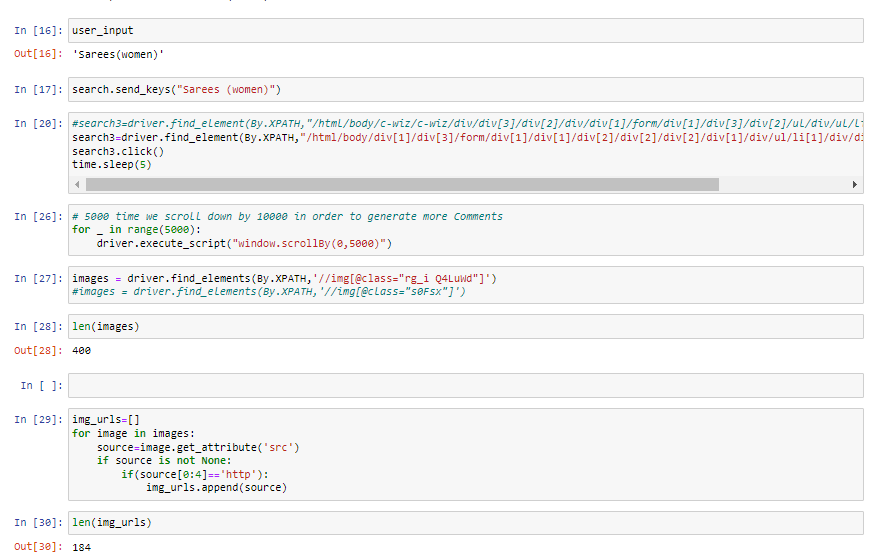 In [16]: user_input
Out[16]: 'Sarees(women)'
In [17]: search.send_keys("Sarees (women)")
In [20]: #search3=driver.find_element(By.XPATH,"/html/body/c-wiz/c-wiz/div/div[3]/div[2]/div/div[1]/form/div[1]/div[3]/div[2]/ul/div/ul/l
search3=driver.find_element(By.XPATH,"/html/body/div[1]/div[3]/form/div[1]/div[1]/div[2]/div[2]/div[2]/div[1]/div/ul/li[1]/div/d
search3.click()
time.sleep(5)
In [26]: # 5000 time we scroll down by 10000 in order to generate more Comments
for _ in range(5000):
    driver.execute_script("window.scrollBy(0,5000)")
In [27]: images = driver.find_elements(By.XPATH,'//img[@class="rg_i Q4LuWd"]')
#images = driver.find_elements(By.XPATH,'//img[@class="s0Fsx"]')
In [28]: len(images)
Out[28]: 400
In [ ]:
In [29]: img_urls=[]
for image in images:
    source=image.get_attribute('src')
    if source is not None:
        if(source[0:4]=='http'):
            img_urls.append(source)
In [30]: len(img_urls)
Out[30]: 184